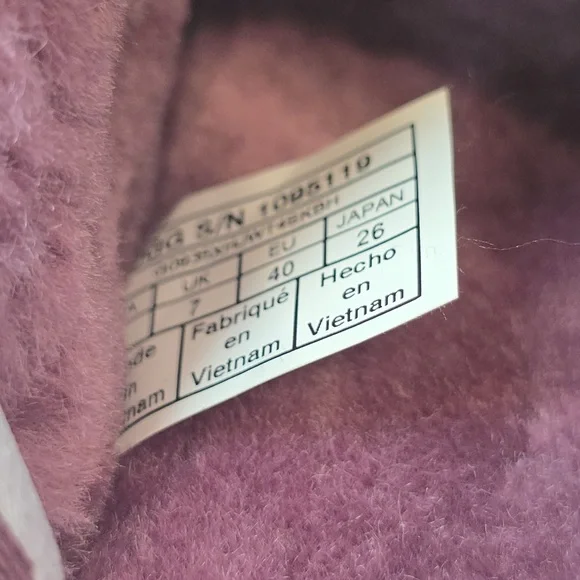 S/N 1095119
UK EU JAPAN
7 40 26
Fabriqué en Vietnam
Hecho en Vietnam